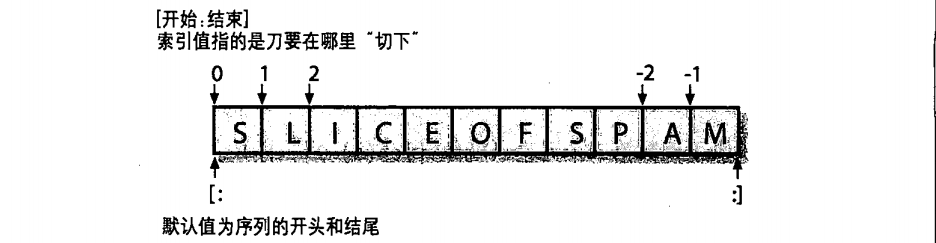 [开始:结束]
索引值指的是刀要在哪里“切下”
0 1 2 -2 -1
S L I C E O F S P A M
[: :]
默认值为序列的开头和结尾